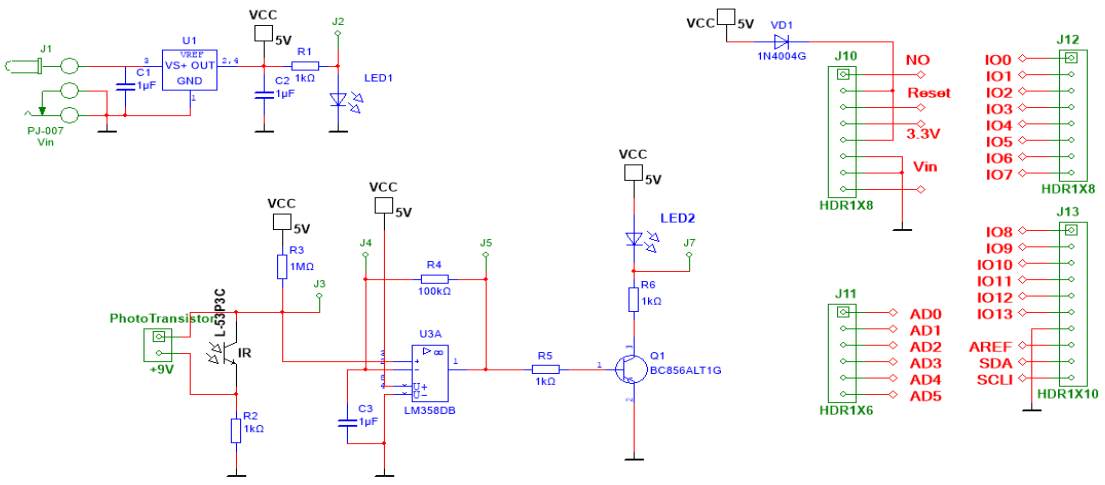 J1
PJ-007
Vin
C1
1µF
3
U1
VREF
VS+ OUT
GND
2,4
1
VCC
5V
C2
1µF
R1
1kΩ
J2
LED1
VCC
5V
VD1
1N4004G
J10
NO
Reset
3.3V
Vin
HDR1X8
J12
IO0
IO1
IO2
IO3
IO4
IO5
IO6
IO7
HDR1X8
PhotoTransistor
+9V
L-53P3C
IR
R2
1kΩ
VCC
5V
R3
1MΩ
J3
VCC
5V
J4
J5
R4
100kΩ
U3A
+
-
U+
U-
▷ ∞
1
LM358DB
C3
1µF
R5
1kΩ
VCC
5V
LED2
J7
R6
1kΩ
3
1
2
Q1
BC856ALT1G
J11
AD0
AD1
AD2
AD3
AD4
AD5
HDR1X6
J13
IO8
IO9
IO10
IO11
IO12
IO13
AREF
SDA
SCLI
HDR1X10